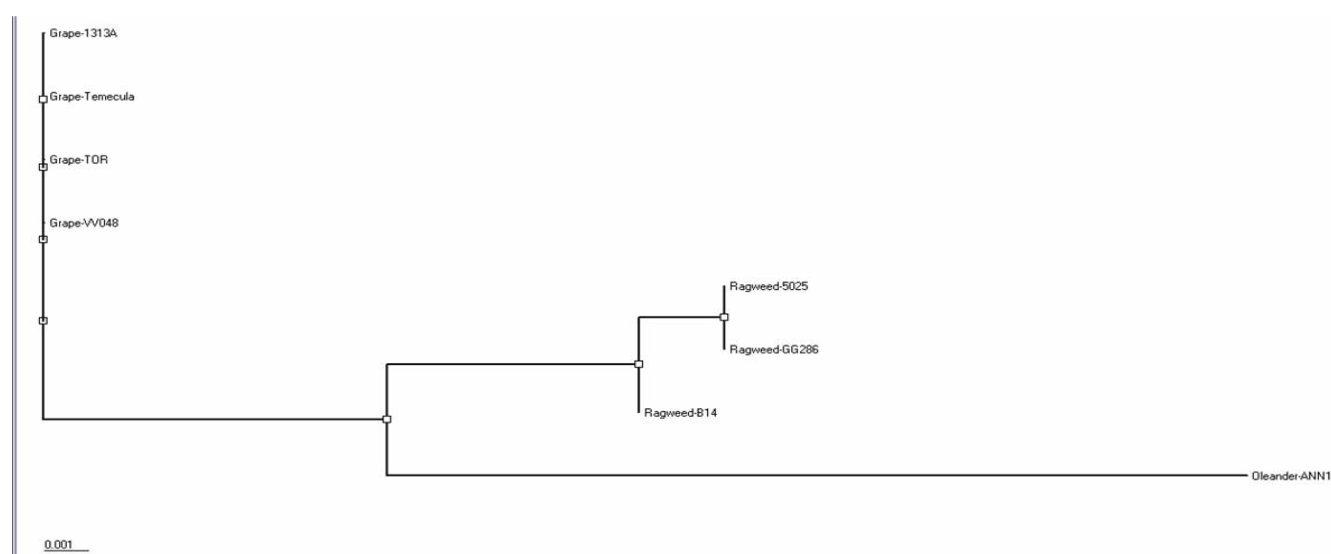 Grape-1313A
Grape-Temecula
Grape-TOR
Grape-VV048
Ragweed-5025
Ragweed-GG286
Ragweed-B14
Oleander-ANN1
0.001